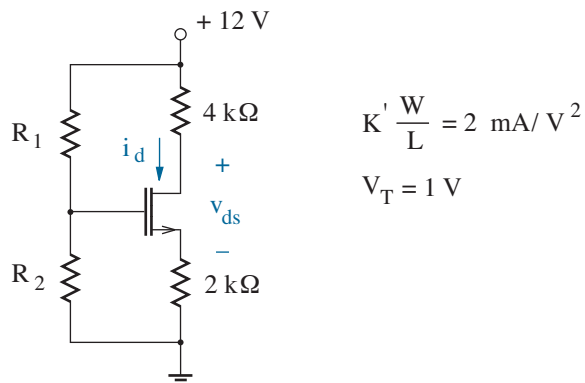 + 12 V
R1
4 kΩ
id
+
vds
−
R2
2 kΩ
K' W/L = 2 mA/ V²
VT = 1 V